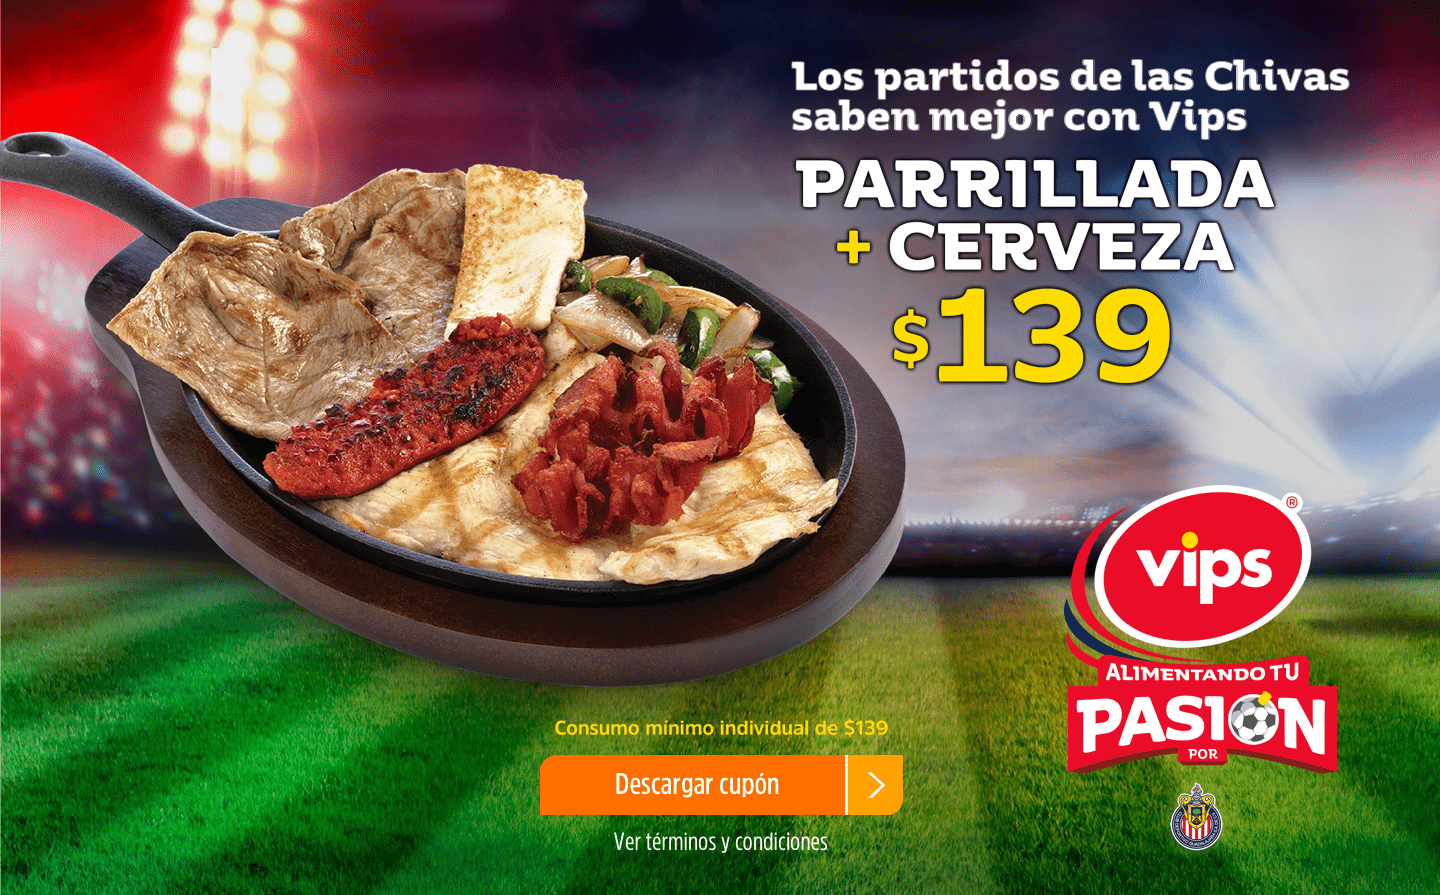 Los partidos de las Chivas
saben mejor con Vips
PARRILLADA
+ CERVEZA
$139
vips®
ALIMENTANDO TU
PASIÓN
POR
Consumo mínimo individual de $139
Descargar cupón
Ver términos y condiciones